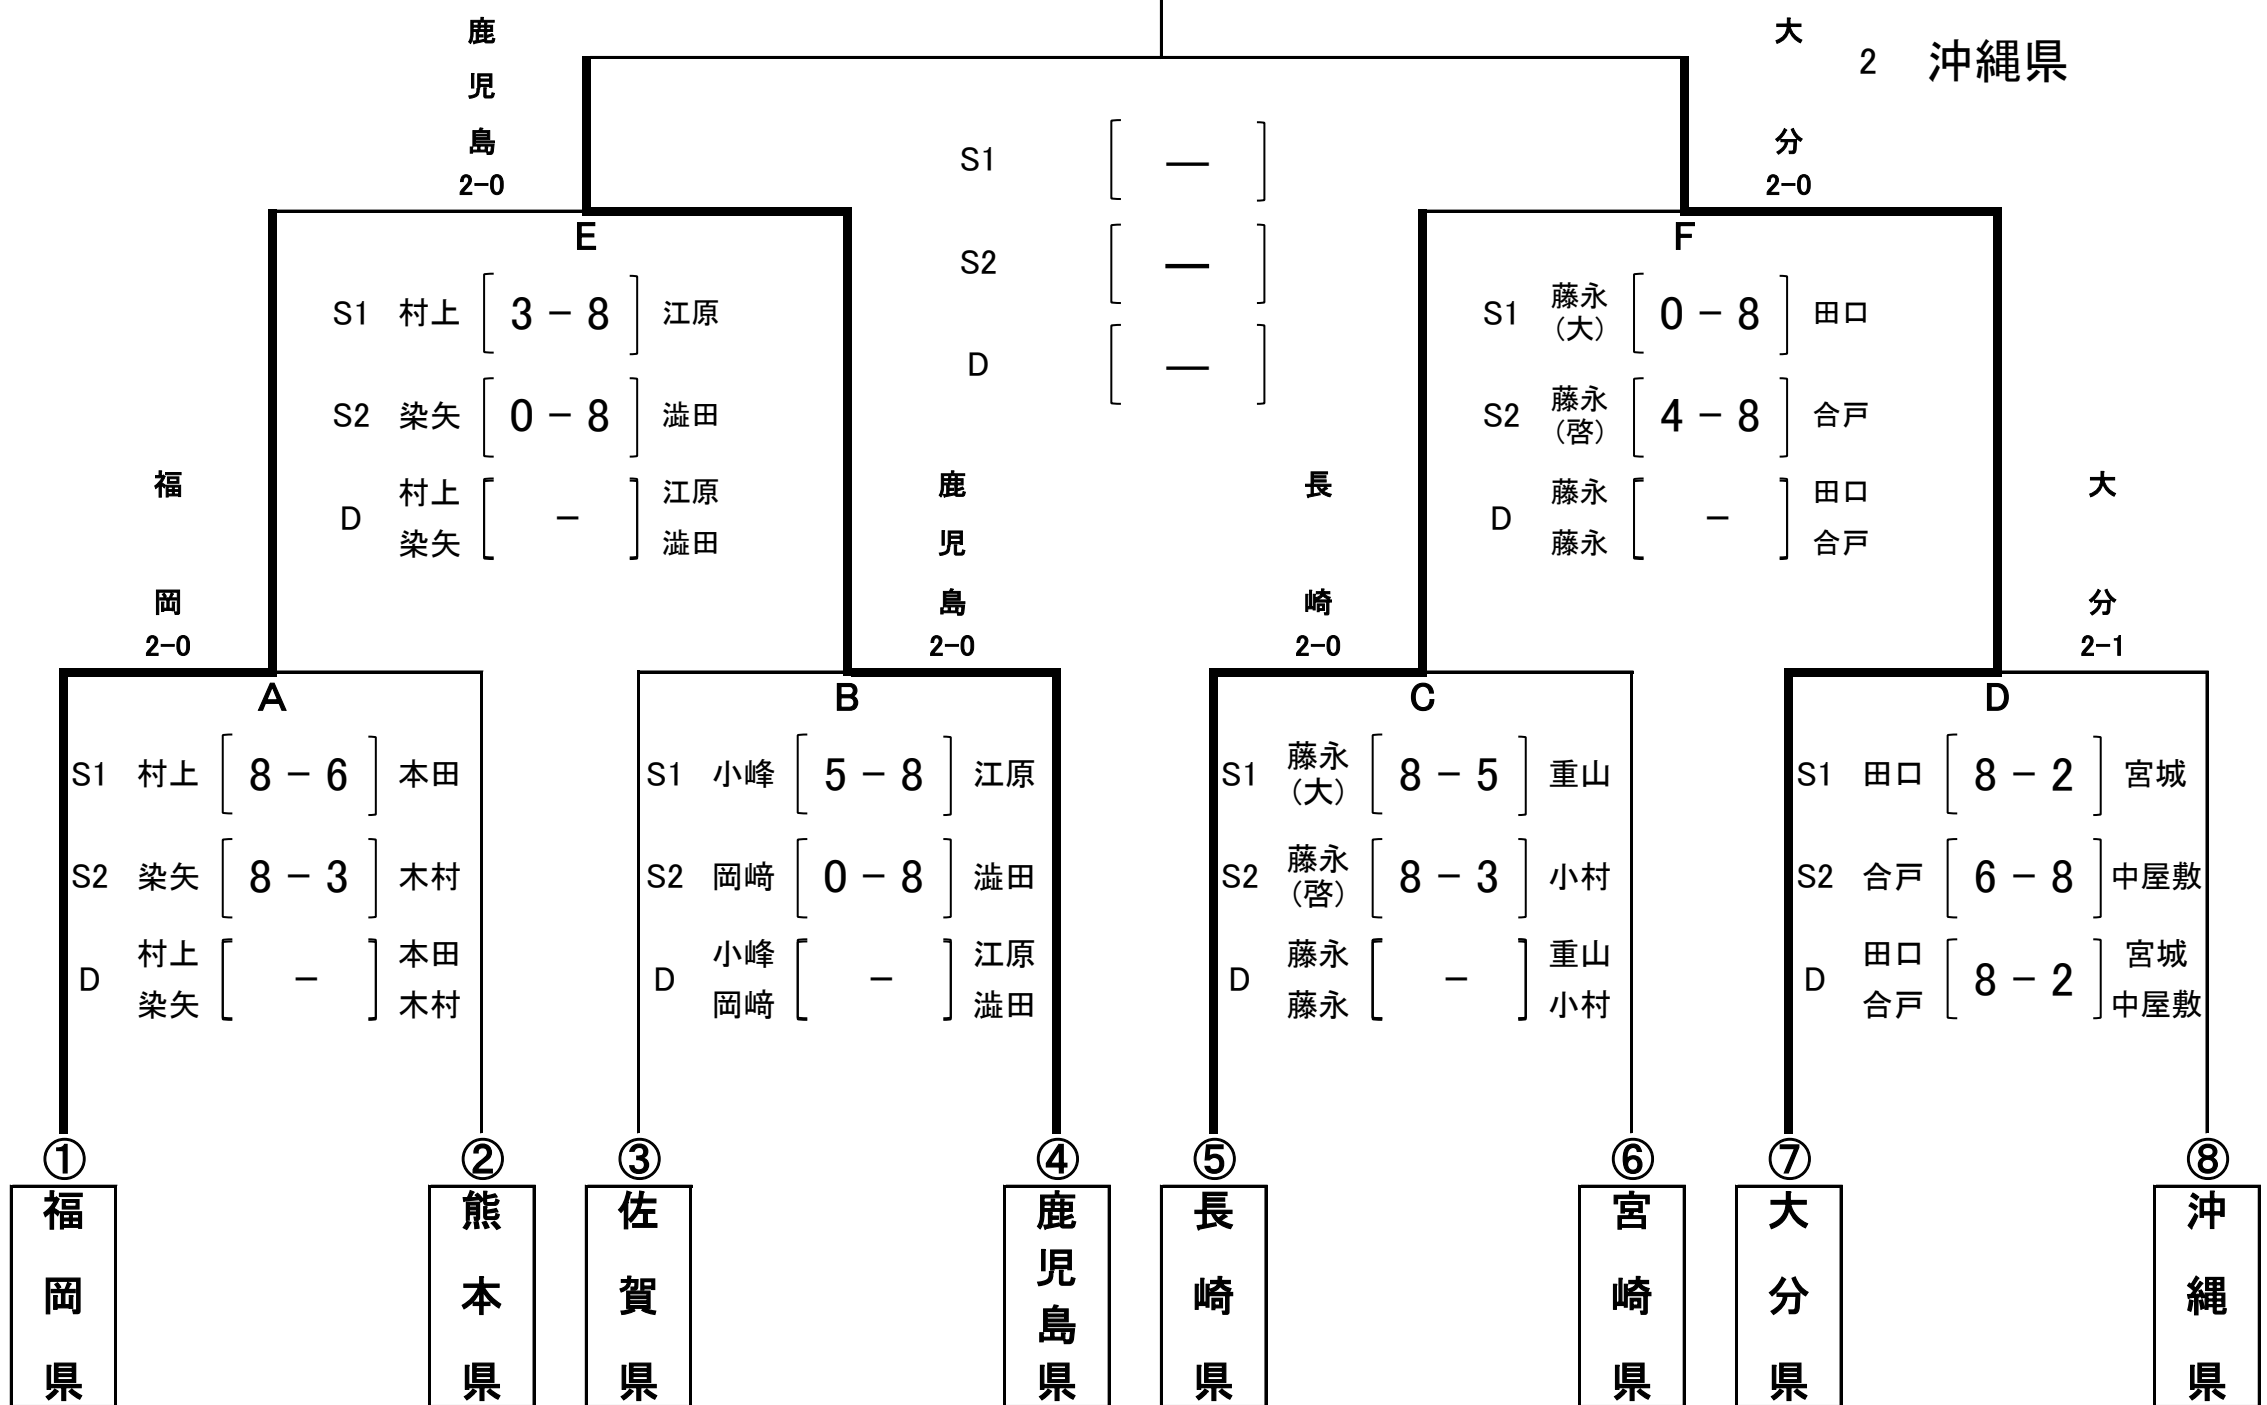 鹿児島
2-0
大分
2-0
2 沖縄県
S1 [ ― ]
S2 [ ― ]
D [ ― ]
E
S1 村上 [ 3 - 8 ] 江原
S2 染矢 [ 0 - 8 ] 澁田
D 村上 染矢 [ - ] 江原 澁田
F
S1 藤永(大) [ 0 - 8 ] 田口
S2 藤永(啓) [ 4 - 8 ] 合戸
D 藤永 藤永 [ - ] 田口 合戸
福岡
2-0
鹿児島
2-0
長崎
2-0
大分
2-1
A
S1 村上 [ 8 - 6 ] 本田
S2 染矢 [ 8 - 3 ] 木村
D 村上 染矢 [ - ] 本田 木村
B
S1 小峰 [ 5 - 8 ] 江原
S2 岡﨑 [ 0 - 8 ] 澁田
D 小峰 岡﨑 [ - ] 江原 澁田
C
S1 藤永(大) [ 8 - 5 ] 重山
S2 藤永(啓) [ 8 - 3 ] 小村
D 藤永 藤永 [ - ] 重山 小村
D
S1 田口 [ 8 - 2 ] 宮城
S2 合戸 [ 6 - 8 ] 中屋敷
D 田口 合戸 [ 8 - 2 ] 宮城 中屋敷
① 福岡県
② 熊本県
③ 佐賀県
④ 鹿児島県
⑤ 長崎県
⑥ 宮崎県
⑦ 大分県
⑧ 沖縄県